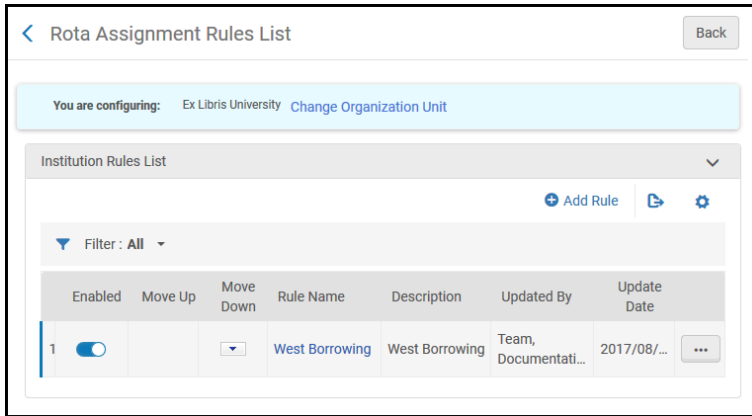 Rota Assignment Rules List
Back
You are configuring: Ex Libris University Change Organization Unit
Institution Rules List
Add Rule
Filter : All
Enabled Move Up Move Down Rule Name Description Updated By Update Date
1 West Borrowing West Borrowing Team, Documentati... 2017/08/... ...